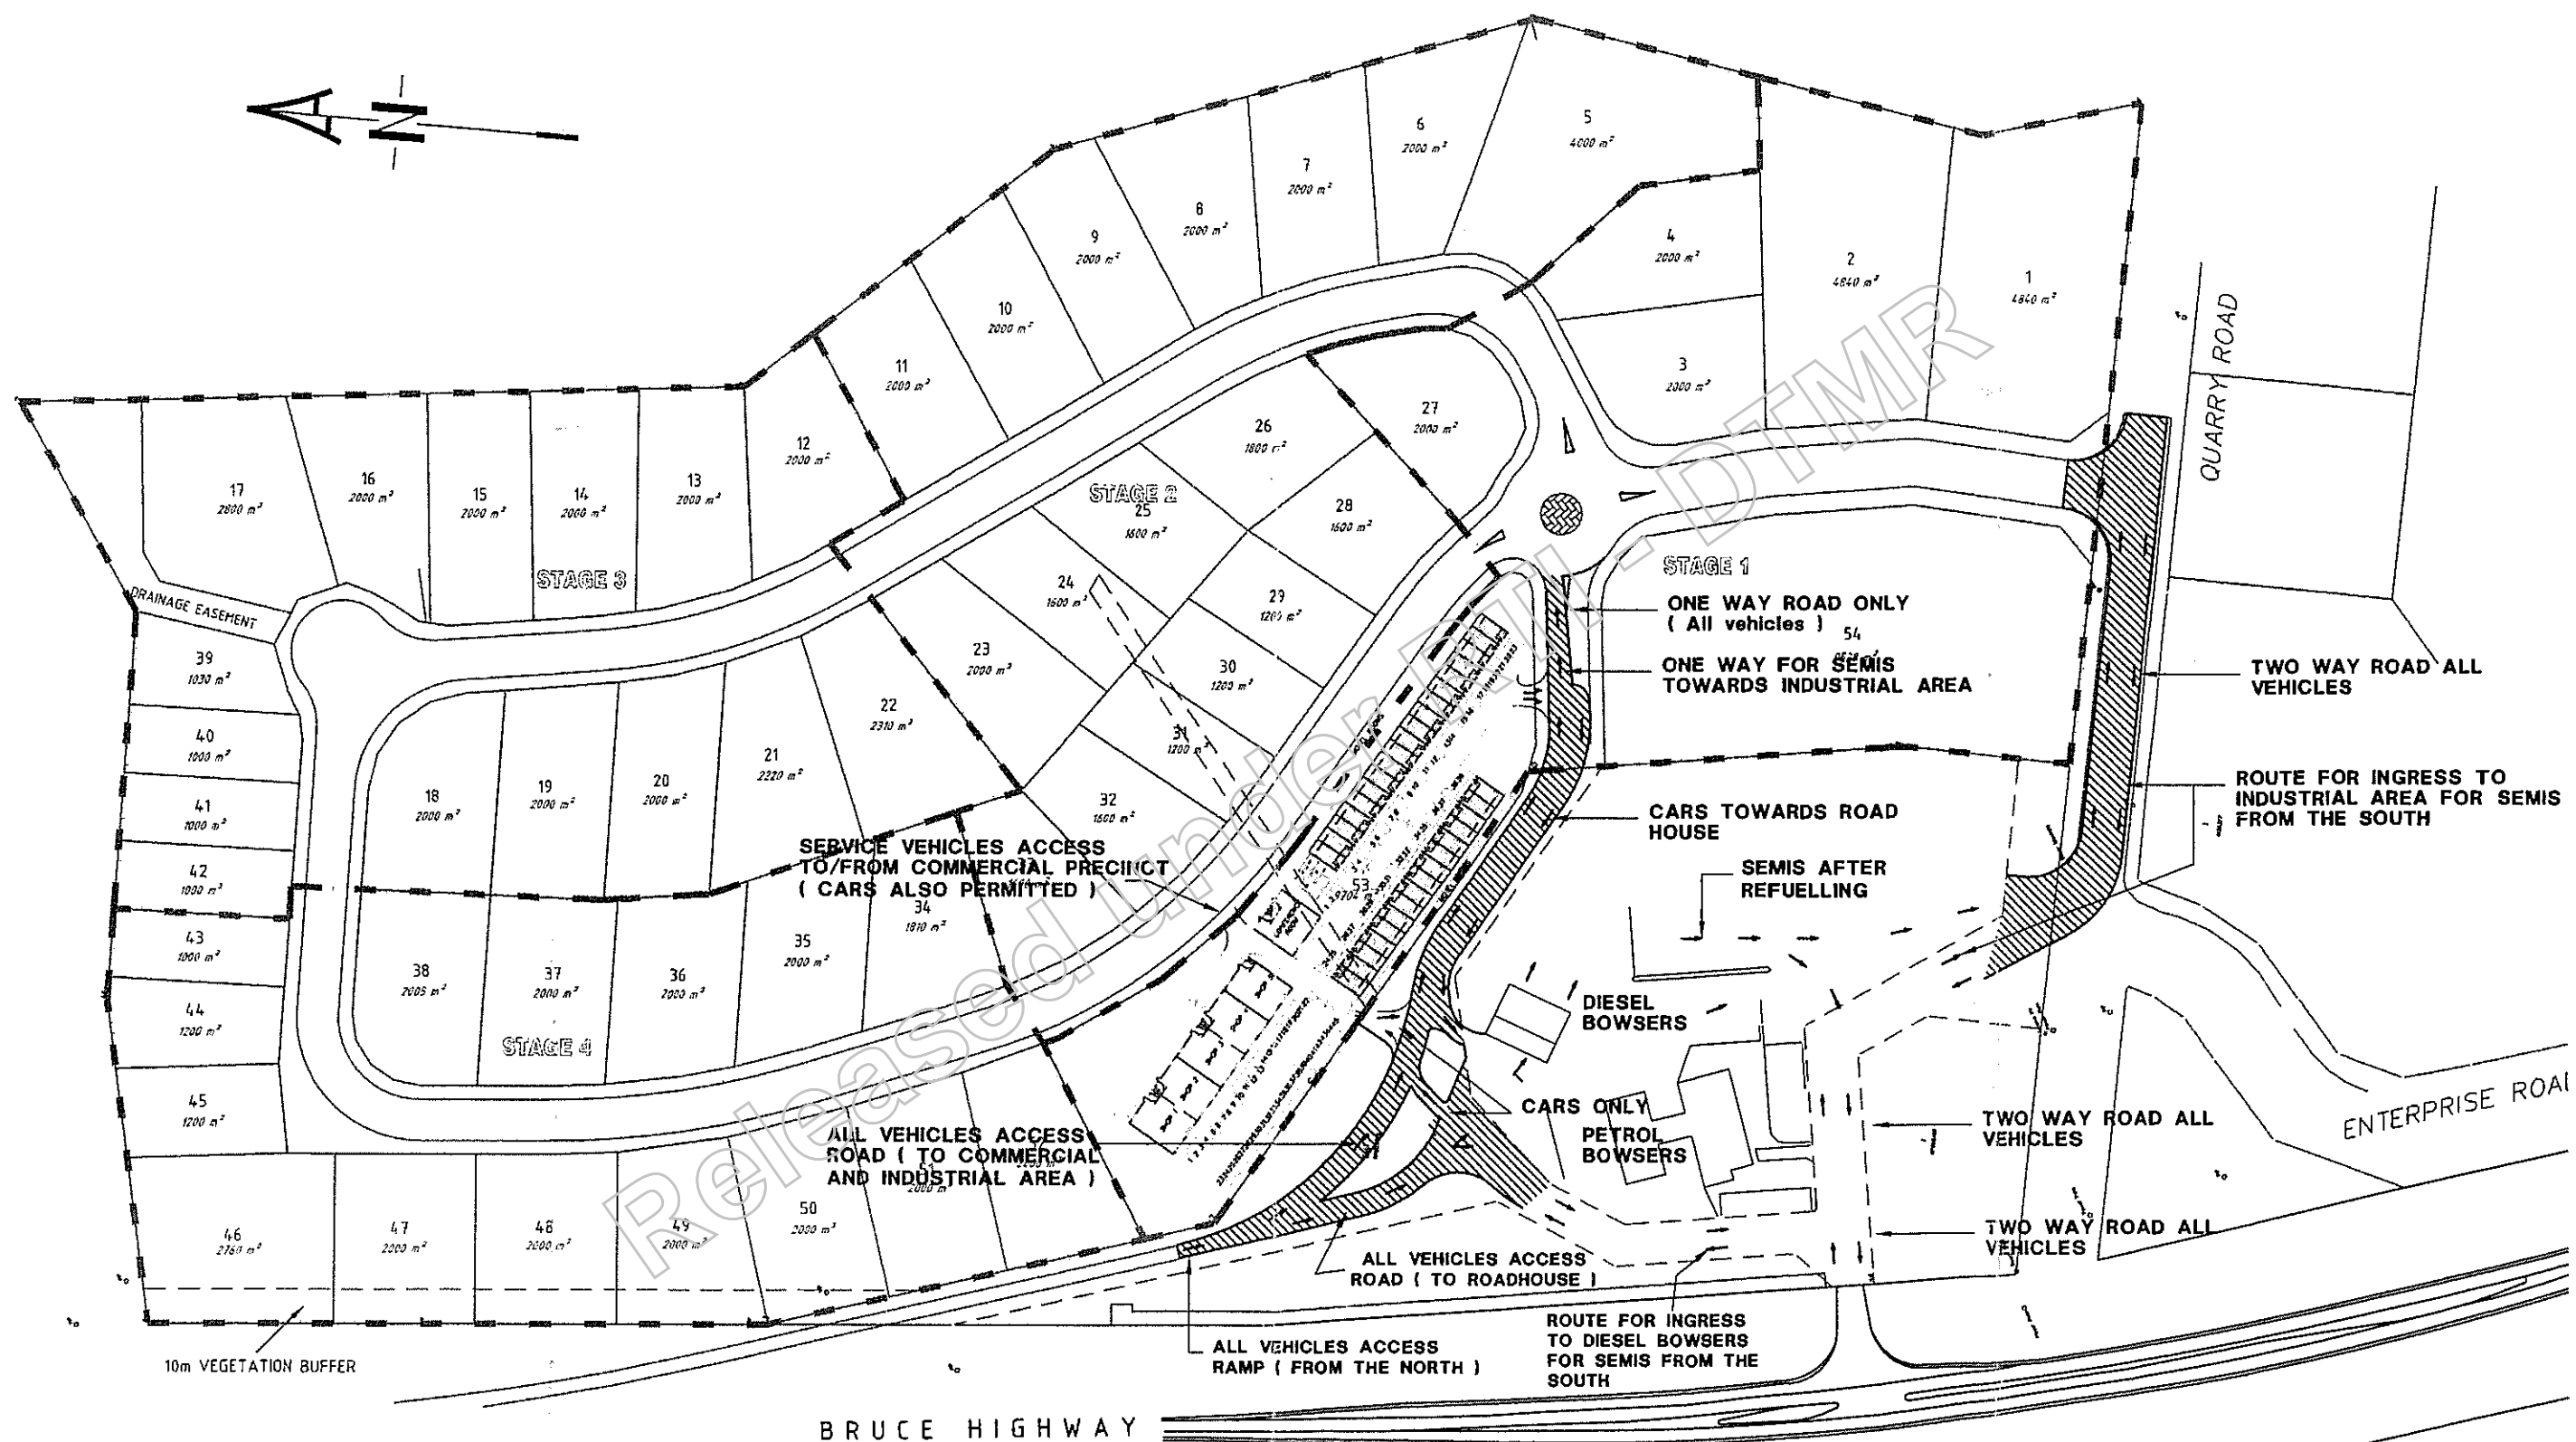 N
5
4000 m²
6
2000 m²
7
2000 m²
8
2000 m²
9
2000 m²
10
2000 m²
11
2000 m²
12
2000 m²
13
2000 m²
14
2000 m²
15
2000 m²
16
2000 m²
17
2800 m²
4
2000 m²
3
2000 m²
2
4840 m²
1
4840 m²
QUARRY ROAD
27
2000 m²
26
1800 m²
STAGE 2
25
1600 m²
28
1600 m²
24
1600 m²
29
1200 m²
23
2000 m²
30
1200 m²
31
1200 m²
22
2310 m²
21
2220 m²
20
2000 m²
19
2000 m²
18
2000 m²
32
1600 m²
STAGE 3
DRAINAGE EASEMENT
39
1030 m²
40
1000 m²
41
1000 m²
42
1000 m²
43
1000 m²
44
1200 m²
45
1200 m²
STAGE 1
ONE WAY ROAD ONLY
( All vehicles )
54
ONE WAY FOR SEMIS
TOWARDS INDUSTRIAL AREA
TWO WAY ROAD ALL
VEHICLES
ROUTE FOR INGRESS TO
INDUSTRIAL AREA FOR SEMIS
FROM THE SOUTH
CARS TOWARDS ROAD
HOUSE
SEMIS AFTER
REFUELLING
SERVICE VEHICLES ACCESS
TO/FROM COMMERCIAL PRECINCT
( CARS ALSO PERMITTED )
34
1810 m²
35
2000 m²
36
2000 m²
37
2000 m²
38
2005 m²
STAGE 4
53
DIESEL
BOWSERS
CARS ONLY
PETROL
BOWSERS
ALL VEHICLES ACCESS
ROAD ( TO COMMERCIAL
AND INDUSTRIAL AREA )
51
2000 m²
50
2000 m²
49
2000 m²
48
2000 m²
47
2000 m²
46
2760 m²
TWO WAY ROAD ALL
VEHICLES
ENTERPRISE ROAD
TWO WAY ROAD ALL
VEHICLES
ALL VEHICLES ACCESS
ROAD ( TO ROADHOUSE )
ROUTE FOR INGRESS
TO DIESEL BOWSERS
FOR SEMIS FROM THE
SOUTH
ALL VEHICLES ACCESS
RAMP ( FROM THE NORTH )
10m VEGETATION BUFFER
BRUCE HIGHWAY
Released under RTI - DTMR